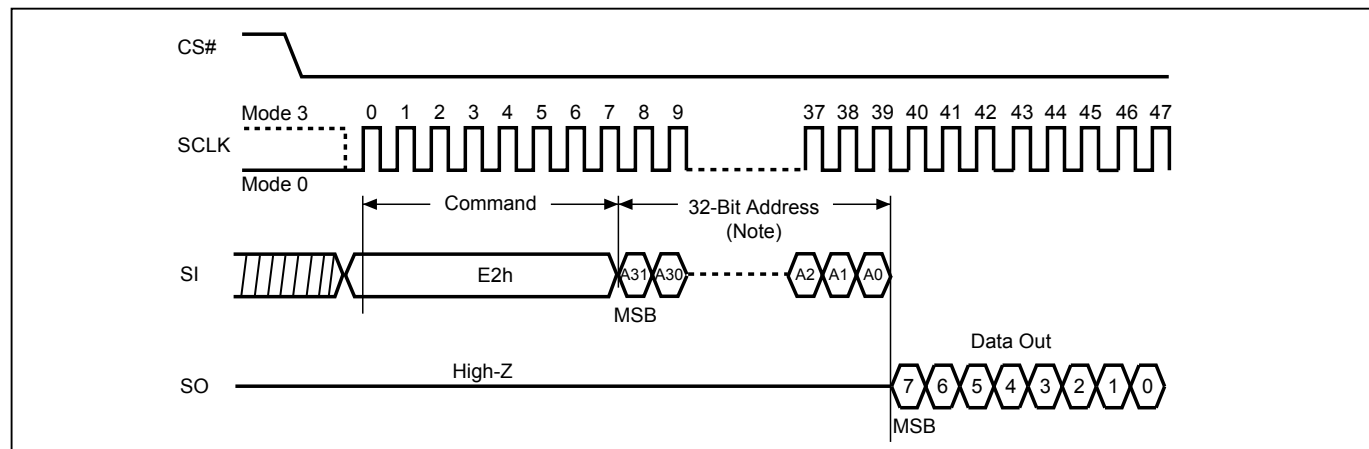 CS#
Mode 3
0 1 2 3 4 5 6 7 8 9 37 38 39 40 41 42 43 44 45 46 47
SCLK
Mode 0
Command
32-Bit Address
(Note)
SI
E2h
A31 A30 A2 A1 A0
MSB
Data Out
High-Z
SO
7 6 5 4 3 2 1 0
MSB